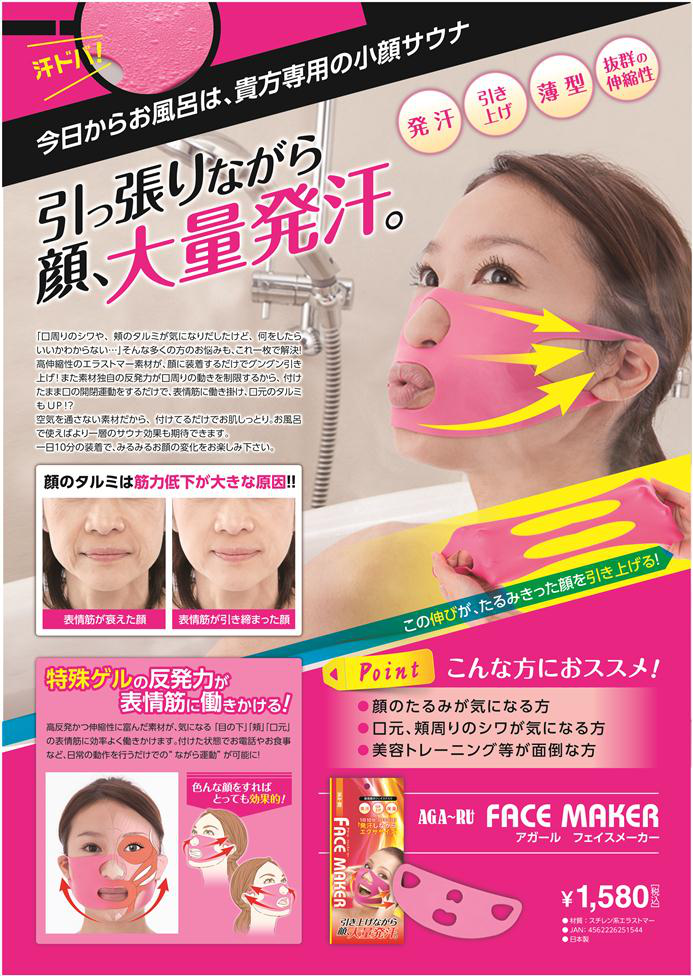 汗ドバ!
今日からお風呂は、貴方専用の小顔サウナ
発汗
引き
上げ
薄型
抜群の
伸縮性
引っ張りながら
顔、大量発汗。
「口周りのシワや、頬のタルミが気になりだしたけど、何をしたら
いいかわからない…」そんな多くの方のお悩みも、これ一枚で解決!
高伸縮性のエラストマー素材が、顔に装着するだけでグングン引き
上げ!また素材独自の反発力が口周りの動きを制限するから、付け
たまま口の開閉運動をするだけで、表情筋に働き掛け、口元のタルミ
もUP!?
空気を通さない素材だから、付けてるだけでお肌しっとり。お風呂
で使えばより一層のサウナ効果も期待できます。
一日10分の装着で、みるみるお顔の変化をお楽しみ下さい。
顔のタルミは筋力低下が大きな原因!!
表情筋が衰えた顔
表情筋が引き締まった顔
この伸びが、たるみきった顔を引き上げる!
特殊ゲルの反発力が
表情筋に働きかける!
高反発かつ伸縮性に富んだ素材が、気になる「目の下」「頬」「口元」
の表情筋に効率よく働きかけます。付けた状態でお電話やお食事
など、日常の動作を行うだけでの"ながら運動"が可能に!
色んな顔をすれば
とっても効果的!
Point
こんな方におススメ!
●顔のたるみが気になる方
●口元、頬周りのシワが気になる方
●美容トレーニング等が面倒な方
FACE MAKER
引き上げながら
顔、大量発汗。
AGA~RU FACE MAKER
アガール フェイスメーカー
¥1,580[税込]
●材質:スチレン系エラストマー
●JAN:4562226251544
●日本製